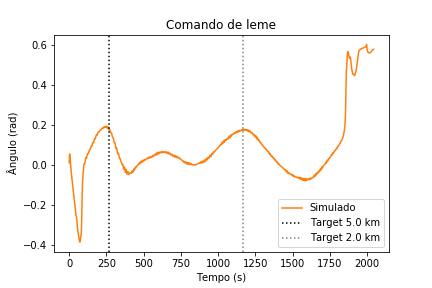 Comando de leme
Ângulo (rad)
0.6
0.4
0.2
0.0
−0.2
−0.4
0
250
500
750
1000
1250
1500
1750
2000
Tempo (s)
Simulado
Target 5.0 km
Target 2.0 km